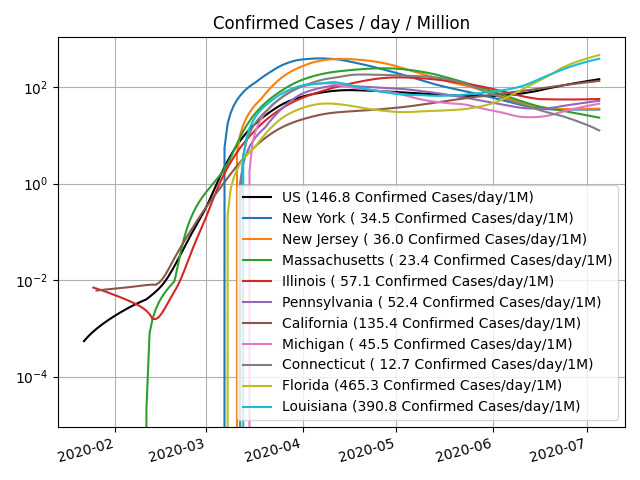 Confirmed Cases / day / Million
10²
10⁰
10⁻²
10⁻⁴
US (146.8 Confirmed Cases/day/1M)
New York ( 34.5 Confirmed Cases/day/1M)
New Jersey ( 36.0 Confirmed Cases/day/1M)
Massachusetts ( 23.4 Confirmed Cases/day/1M)
Illinois ( 57.1 Confirmed Cases/day/1M)
Pennsylvania ( 52.4 Confirmed Cases/day/1M)
California (135.4 Confirmed Cases/day/1M)
Michigan ( 45.5 Confirmed Cases/day/1M)
Connecticut ( 12.7 Confirmed Cases/day/1M)
Florida (465.3 Confirmed Cases/day/1M)
Louisiana (390.8 Confirmed Cases/day/1M)
2020-02 2020-03 2020-04 2020-05 2020-06 2020-07